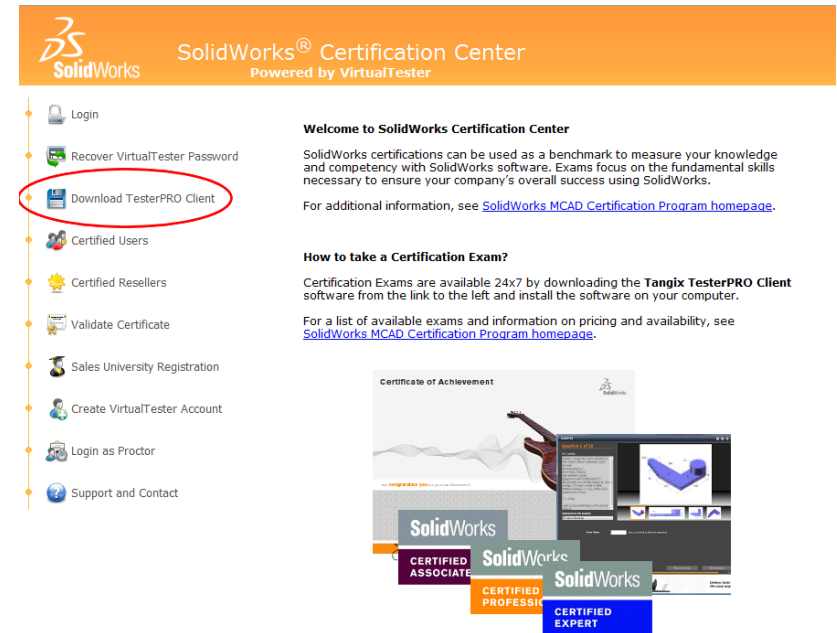 SolidWorks
SolidWorks® Certification Center
Powered by VirtualTester
Login
Recover VirtualTester Password
Download TesterPRO Client
Certified Users
Certified Resellers
Validate Certificate
Sales University Registration
Create VirtualTester Account
Login as Proctor
Support and Contact
Welcome to SolidWorks Certification Center
SolidWorks certifications can be used as a benchmark to measure your knowledge
and competency with SolidWorks software. Exams focus on the fundamental skills
necessary to ensure your company's overall success using SolidWorks.
For additional information, see SolidWorks MCAD Certification Program homepage.
How to take a Certification Exam?
Certification Exams are available 24x7 by downloading the Tangix TesterPRO Client
software from the link to the left and install the software on your computer.
For a list of available exams and information on pricing and availability, see
SolidWorks MCAD Certification Program homepage.
Certificate of Achievement
SolidWorks
Question 2 of 10
SolidWorks
CERTIFIED
ASSOCIATE
SolidWorks
CERTIFIED
SolidWorks
CERTIFIED
EXPERT